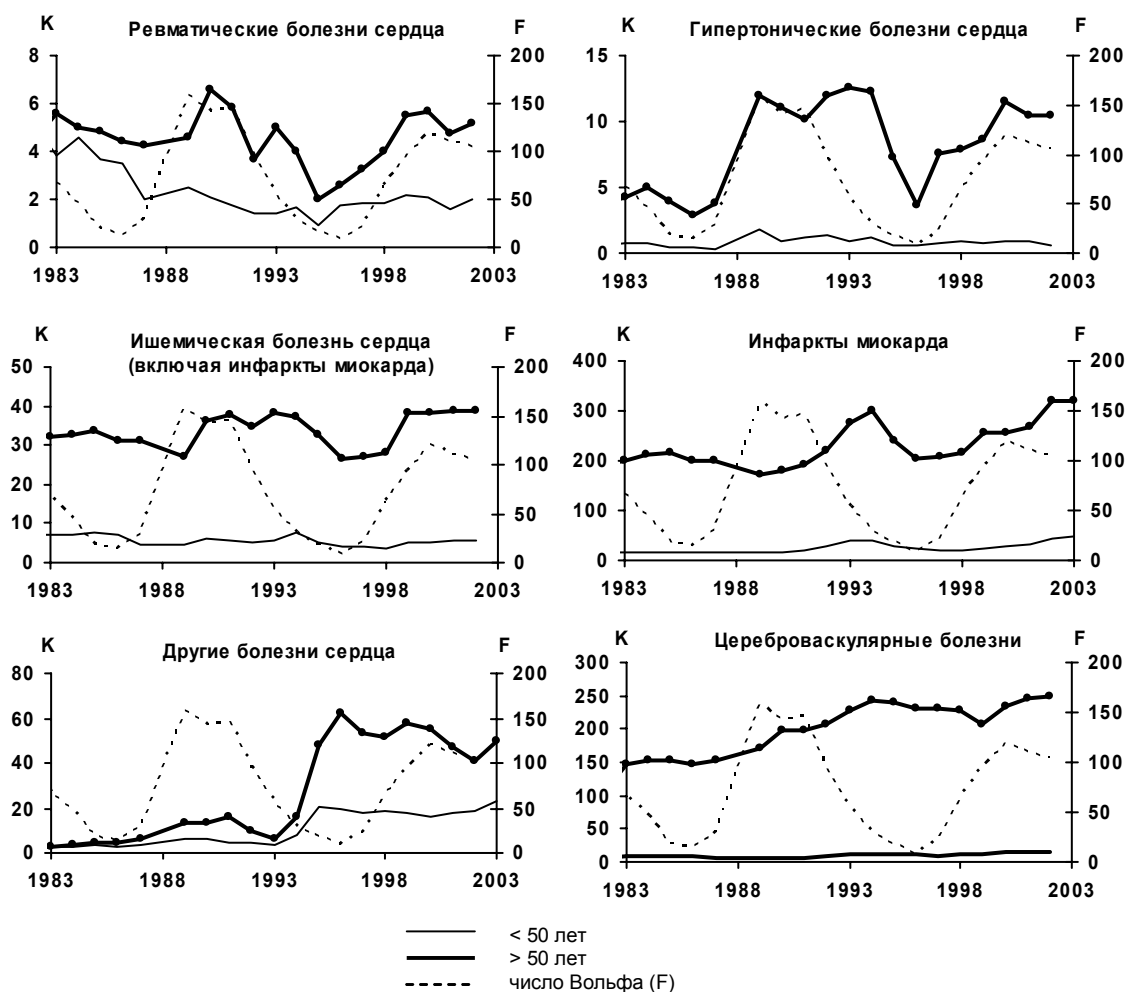 K Ревматические болезни сердца F
8 200
6 150
4 100
2 50
0 0
1983 1988 1993 1998 2003
K Гипертонические болезни сердца F
15 200
150
10
100
5 50
0 0
1983 1988 1993 1998 2003
K Ишемическая болезнь сердца F
(включая инфаркты миокарда)
50 200
40 150
30
100
20
10 50
0 0
1983 1988 1993 1998 2003
K Инфаркты миокарда F
400 200
300 150
200 100
100 50
0 0
1983 1988 1993 1998 2003
K Другие болезни сердца F
80 200
60 150
40 100
20 50
0 0
1983 1988 1993 1998 2003
K Цереброваскулярные болезни F
300 200
250
200 150
150 100
100
50 50
0 0
1983 1988 1993 1998 2003
< 50 лет
> 50 лет
число Вольфа (F)